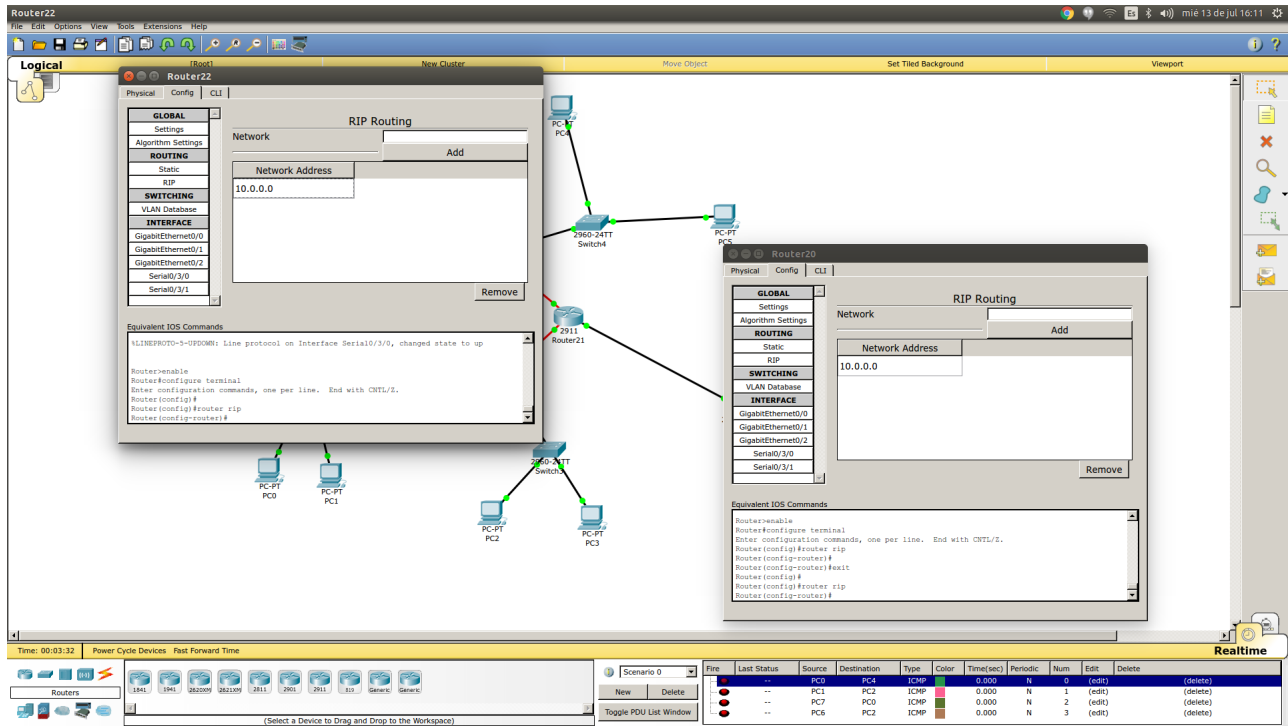 Router22
Es
mié 13 de jul 16:11
File Edit Options View Tools Extensions Help
Logical
[Root]
New Cluster
Move Object
Set Tiled Background
Viewport
Router22
Physical Config CLI
GLOBAL
Settings
Algorithm Settings
ROUTING
Static
RIP
SWITCHING
VLAN Database
INTERFACE
GigabitEthernet0/0
GigabitEthernet0/1
GigabitEthernet0/2
Serial0/3/0
Serial0/3/1
RIP Routing
Network
Add
Network Address
10.0.0.0
Remove
Equivalent IOS Commands
%LINEPROTO-5-UPDOWN: Line protocol on Interface Serial0/3/0, changed state to up
Router>enable
Router#configure terminal
Enter configuration commands, one per line. End with CNTL/Z.
Router(config)#
Router(config)#router rip
Router(config-router)#
PC-PT
PC4
2960-24TT
Switch4
PC-PT
PC5
2911
Router21
Router20
Physical Config CLI
GLOBAL
Settings
Algorithm Settings
ROUTING
Static
RIP
SWITCHING
VLAN Database
INTERFACE
GigabitEthernet0/0
GigabitEthernet0/1
GigabitEthernet0/2
Serial0/3/0
Serial0/3/1
RIP Routing
Network
Add
Network Address
10.0.0.0
Remove
Equivalent IOS Commands
Router>enable
Router#configure terminal
Enter configuration commands, one per line. End with CNTL/Z.
Router(config)#router rip
Router(config-router)#
Router(config-router)#exit
Router(config)#
Router(config)#router rip
Router(config-router)#
PC-PT
PC0
PC-PT
PC1
2960-24TT
Switch3
PC-PT
PC2
PC-PT
PC3
Time: 00:03:32 Power Cycle Devices Fast Forward Time
Realtime
Routers
1841 1941 2620XM 2621XM 2811 2901 2911 819 Generic Generic
(Select a Device to Drag and Drop to the Workspace)
Scenario 0
New Delete
Toggle PDU List Window
Fire Last Status Source Destination Type Color Time(sec) Periodic Num Edit Delete
-- PC0 PC4 ICMP 0.000 N 0 (edit) (delete)
-- PC1 PC2 ICMP 0.000 N 1 (edit) (delete)
-- PC7 PC0 ICMP 0.000 N 2 (edit) (delete)
-- PC6 PC2 ICMP 0.000 N 3 (edit) (delete)